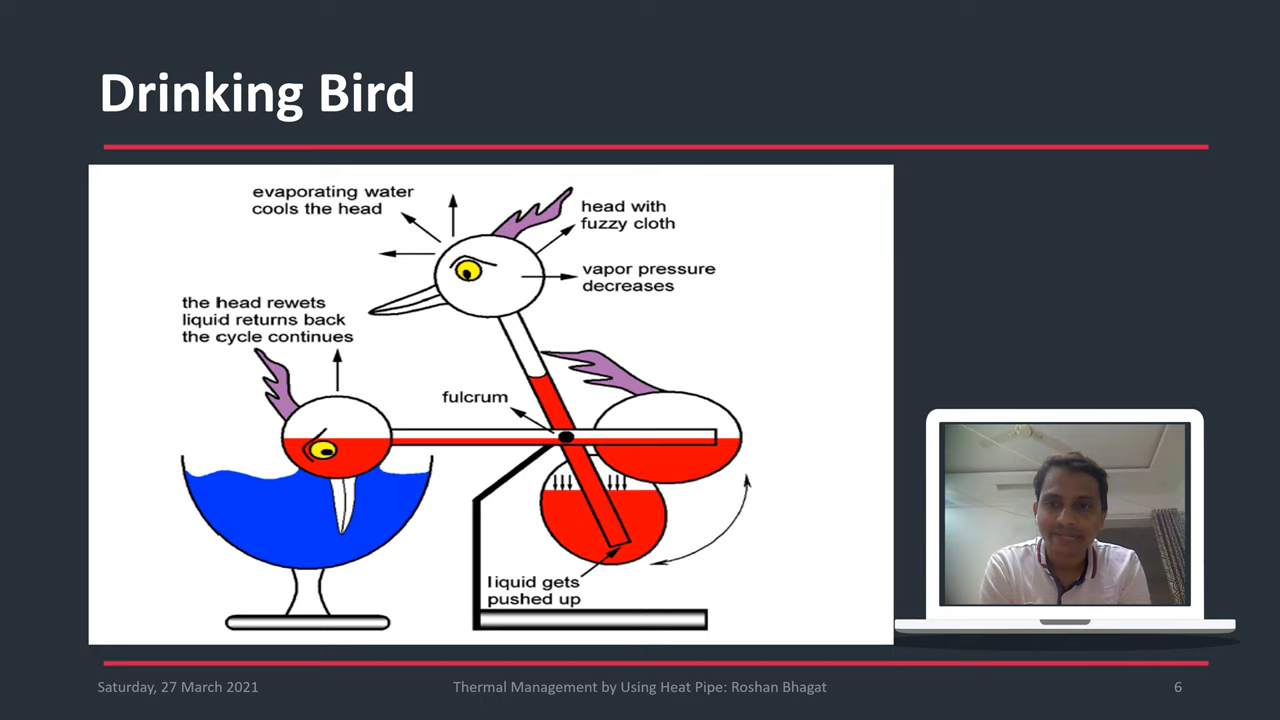 Drinking Bird
evaporating water
cools the head
head with
fuzzy cloth
vapor pressure
decreases
the head rewets
liquid returns back
the cycle continues
fulcrum
liquid gets
pushed up
Saturday, 27 March 2021
Thermal Management by Using Heat Pipe: Roshan Bhagat
6